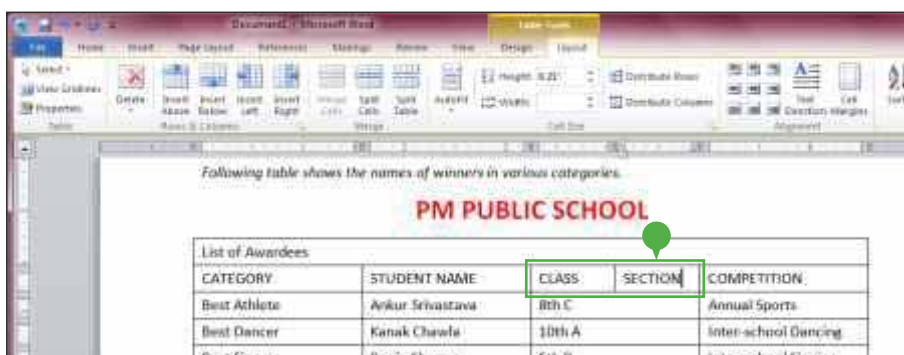 Document1 - Microsoft Word Table Tools
File Home Insert Page Layout References Mailings Review View Design Layout
Select
View Gridlines
Properties
Delete
Insert Above Insert Below Insert Left Insert Right
Merge Cells Split Cells Split Table
AutoFit
Height: 0.21"
Width:
Distribute Rows
Distribute Columns
Text Direction Cell Margins
Table Rows & Columns Merge Cell Size Alignment
Following table shows the names of winners in various categories.
PM PUBLIC SCHOOL
List of Awardees
CATEGORY STUDENT NAME CLASS SECTION COMPETITION
Best Athlete Ankur Srivastava 8th C Annual Sports
Best Dancer Kanak Chawla 10th A Inter-school Dancing